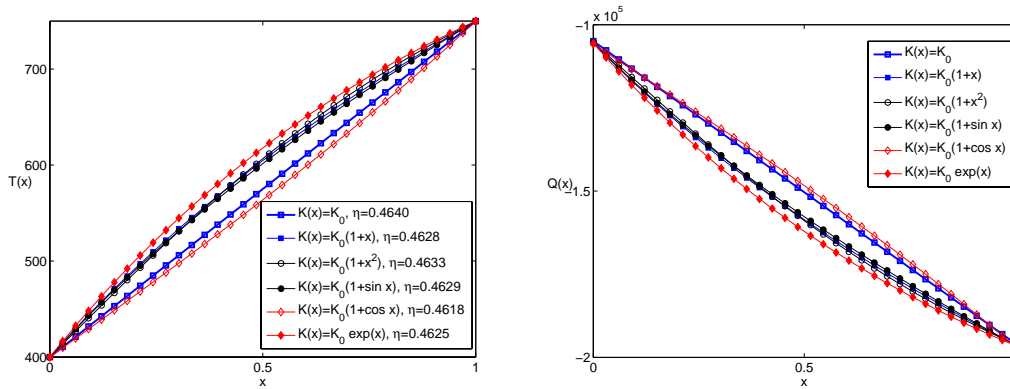 700
600
T(x)
500
400
0
0.5
1
x
K(x)=K0, η=0.4640
K(x)=K0(1+x), η=0.4628
K(x)=K0(1+x2), η=0.4633
K(x)=K0(1+sin x), η=0.4629
K(x)=K0(1+cos x), η=0.4618
K(x)=K0 exp(x), η=0.4625
x 105
−1
Q(x)
−1.5
−2
0
0.5
x
K(x)=K0
K(x)=K0(1+x)
K(x)=K0(1+x2)
K(x)=K0(1+sin x)
K(x)=K0(1+cos x)
K(x)=K0 exp(x)